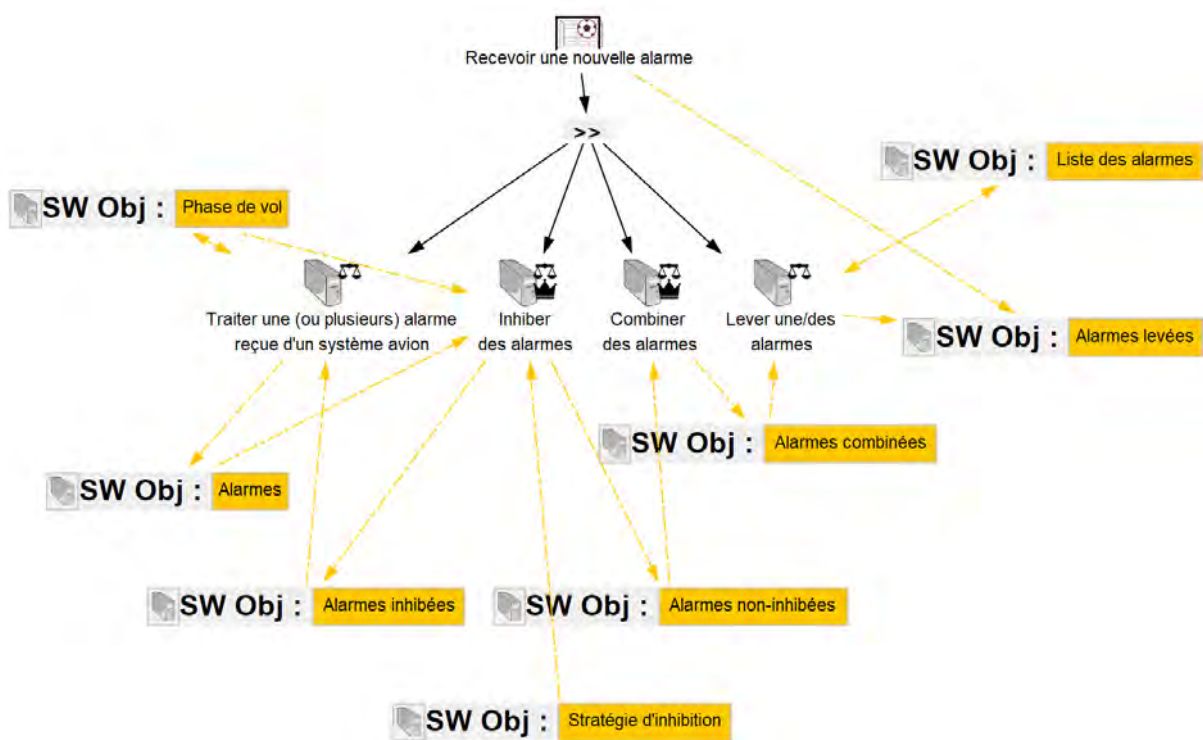 Recevoir une nouvelle alarme
>>
SW Obj : Liste des alarmes
SW Obj : Phase de vol
Traiter une (ou plusieurs) alarme
reçue d'un système avion
Inhiber
des alarmes
Combiner
des alarmes
Lever une/des
alarmes
SW Obj : Alarmes levées
SW Obj : Alarmes combinées
SW Obj : Alarmes
SW Obj : Alarmes inhibées
SW Obj : Alarmes non-inhibées
SW Obj : Stratégie d'inhibition